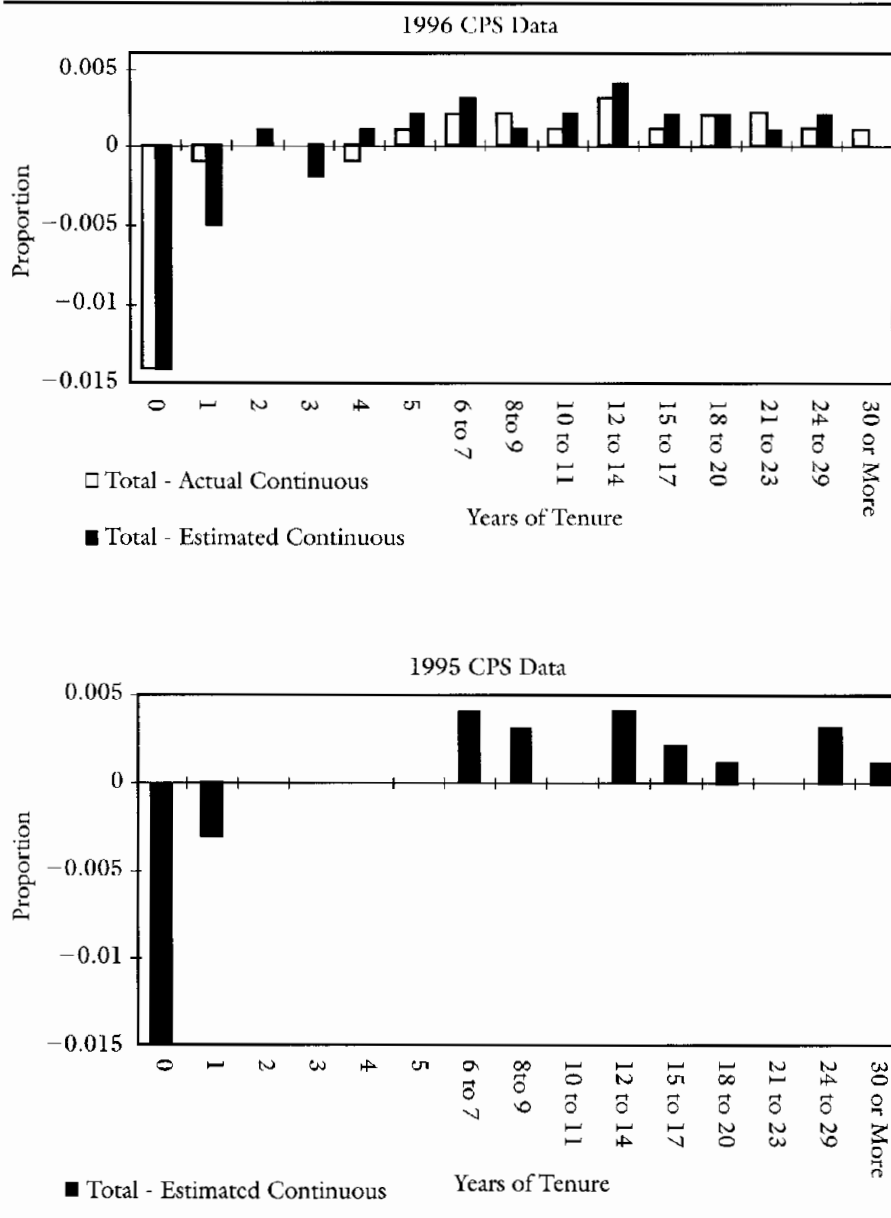 1996 CPS Data
0.005
0
−0.005
−0.01
−0.015
Proportion
0
1
2
3
4
5
6 to 7
8to 9
10 to 11
12 to 14
15 to 17
18 to 20
21 to 23
24 to 29
30 or More
Total - Actual Continuous
Total - Estimated Continuous
Years of Tenure
1995 CPS Data
0.005
0
−0.005
−0.01
−0.015
Proportion
0
1
2
3
4
5
6 to 7
8to 9
10 to 11
12 to 14
15 to 17
18 to 20
21 to 23
24 to 29
30 or More
Total - Estimated Continuous
Years of Tenure